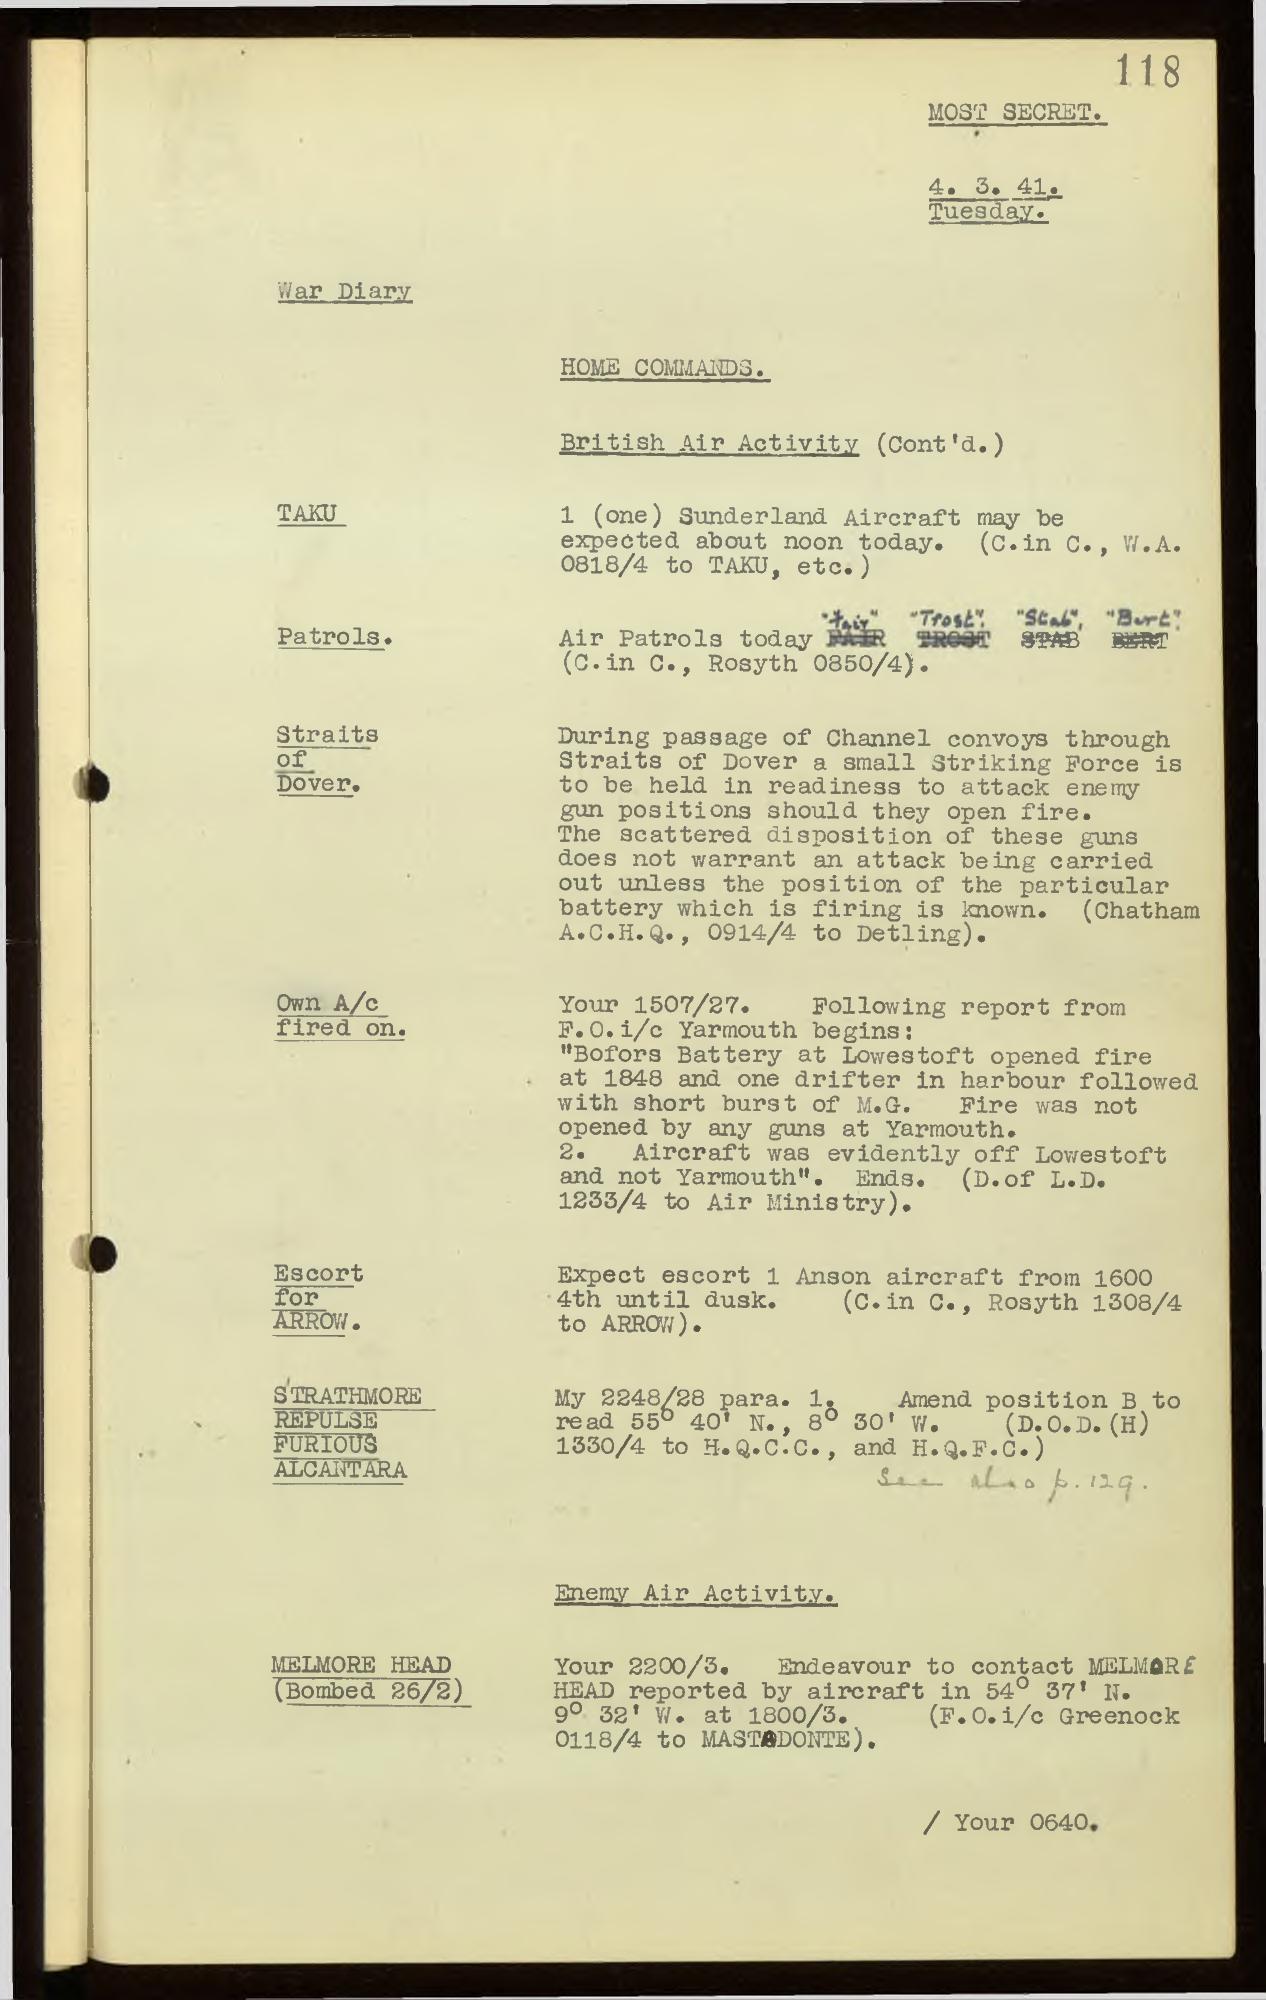 118
MOST SECRET.
4. 3. 41.
Tuesday.
War Diary
HOME COMMANDS.
British Air Activity (Cont'd.)
TAKU
1 (one) Sunderland Aircraft may be
expected about noon today. (C.in C., W.A.
0818/4 to TAKU, etc.)
"Fair" "Trost". "Stab", "Bert".
Patrols.
Air Patrols today FAIR TROST STAB BERT
(C.in C., Rosyth 0850/4).
Straits
of
Dover.
During passage of Channel convoys through
Straits of Dover a small Striking Force is
to be held in readiness to attack enemy
gun positions should they open fire.
The scattered disposition of these guns
does not warrant an attack being carried
out unless the position of the particular
battery which is firing is known. (Chatham
A.C.H.Q., 0914/4 to Detling).
Own A/c
fired on.
Your 1507/27. Following report from
F.O.i/c Yarmouth begins:
"Bofors Battery at Lowestoft opened fire
at 1848 and one drifter in harbour followed
with short burst of M.G. Fire was not
opened by any guns at Yarmouth.
2. Aircraft was evidently off Lowestoft
and not Yarmouth". Ends. (D.of L.D.
1233/4 to Air Ministry).
Escort
for
ARROW.
Expect escort 1 Anson aircraft from 1600
4th until dusk. (C.in C., Rosyth 1308/4
to ARROW).
STRATHMORE
REPULSE
FURIOUS
ALCANTARA
My 2248/28 para. 1. Amend position B to
read 55° 40' N., 8° 30' W. (D.O.D.(H)
1330/4 to H.Q.C.C., and H.Q.F.C.)
See also p. 129.
Enemy Air Activity.
MELMORE HEAD
(Bombed 26/2)
Your 2200/3. Endeavour to contact MELMORE
HEAD reported by aircraft in 54° 37' N.
9° 32' W. at 1800/3. (F.O.i/c Greenock
0118/4 to MASTODONTE).
/ Your 0640.